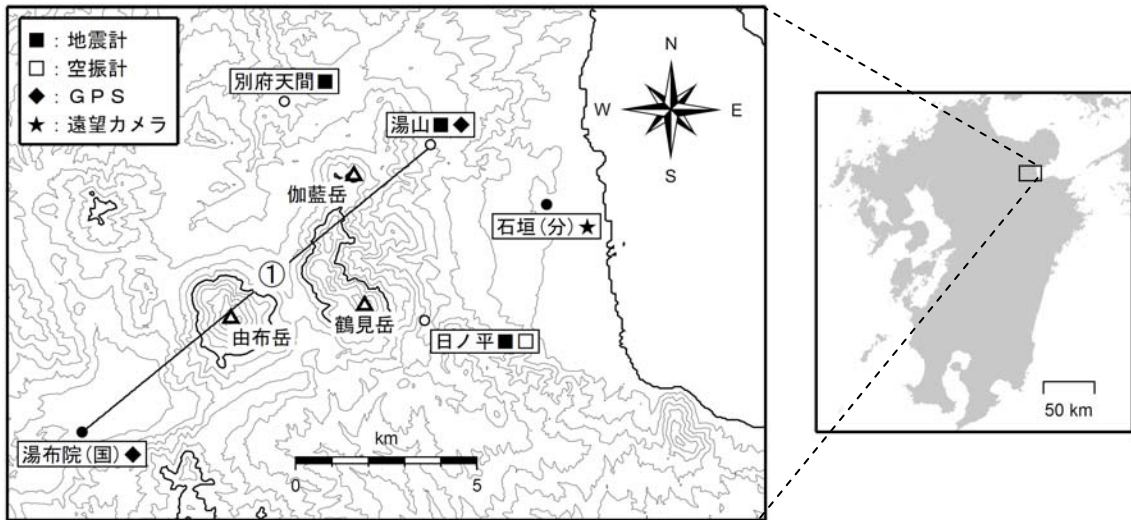 ■：地震計
□：空振計
◆：ＧＰＳ
★：遠望カメラ
別府天間■
湯山■◆
伽藍岳
N
W
E
S
石垣(分)★
①
由布岳
鶴見岳
日ノ平■□
湯布院(国)◆
km
0
5
50 km